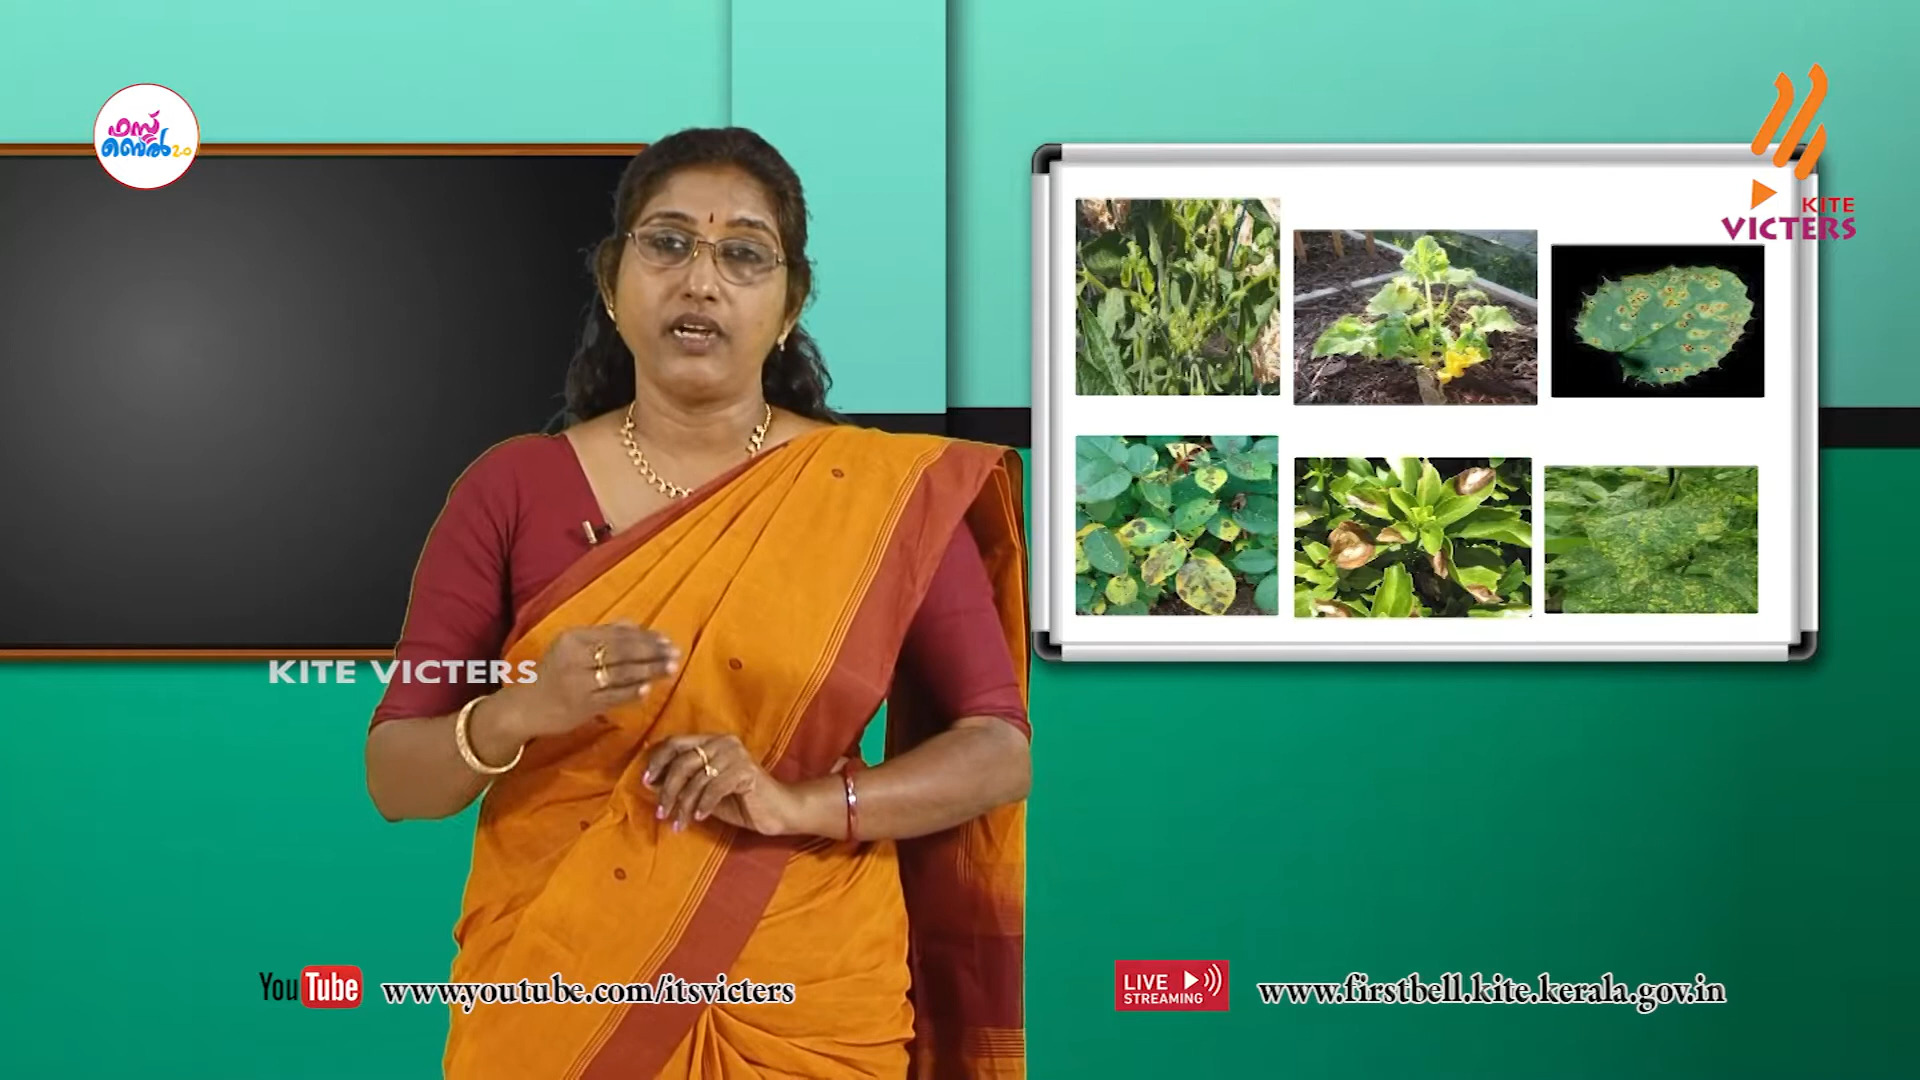 ഫസ്റ്റ്
ബെൽ 2.0
KITE
VICTERS
KITE VICTERS
YouTube www.youtube.com/itsvicters
LIVE
STREAMING www.firstbell.kite.kerala.gov.in